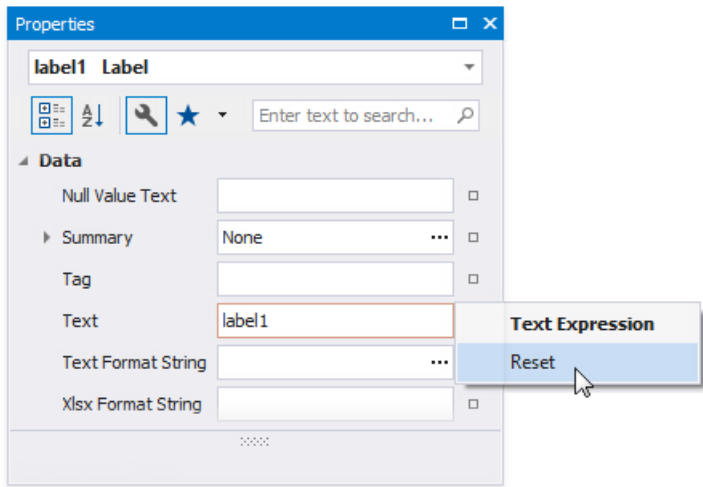 Properties
label1 Label
Enter text to search...
Data
Null Value Text
Summary None ...
Tag
Text label1
Text Expression
Text Format String ...
Reset
Xlsx Format String